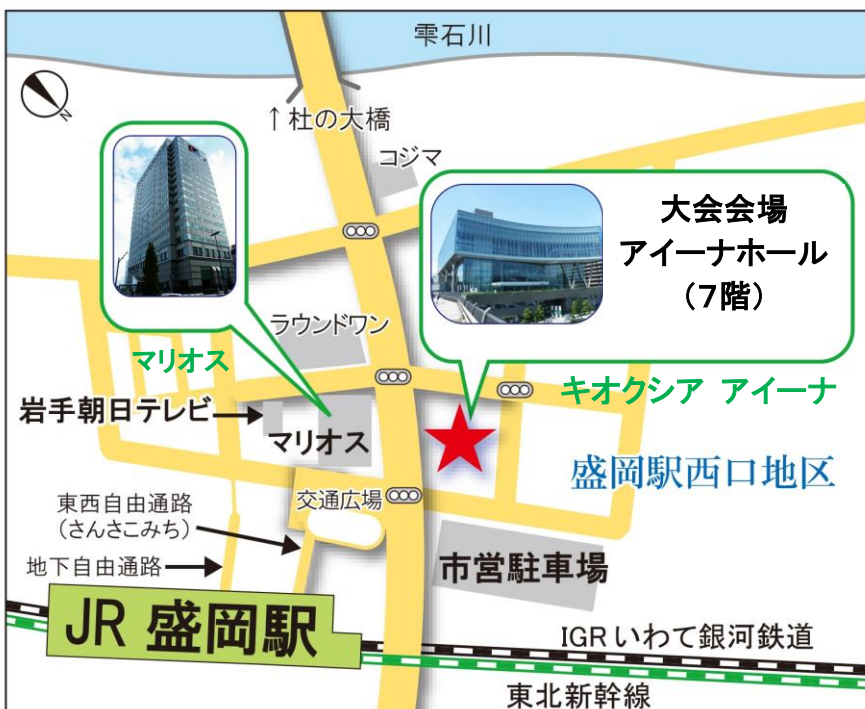 雫石川
N
↑杜の大橋
コジマ
大会会場
アイーナホール
（7階）
ラウンドワン
マリオス
キオクシア アイーナ
岩手朝日テレビ
マリオス
盛岡駅西口地区
東西自由通路
（さんさこみち）
交通広場
地下自由通路
市営駐車場
JR 盛岡駅
IGRいわて銀河鉄道
東北新幹線